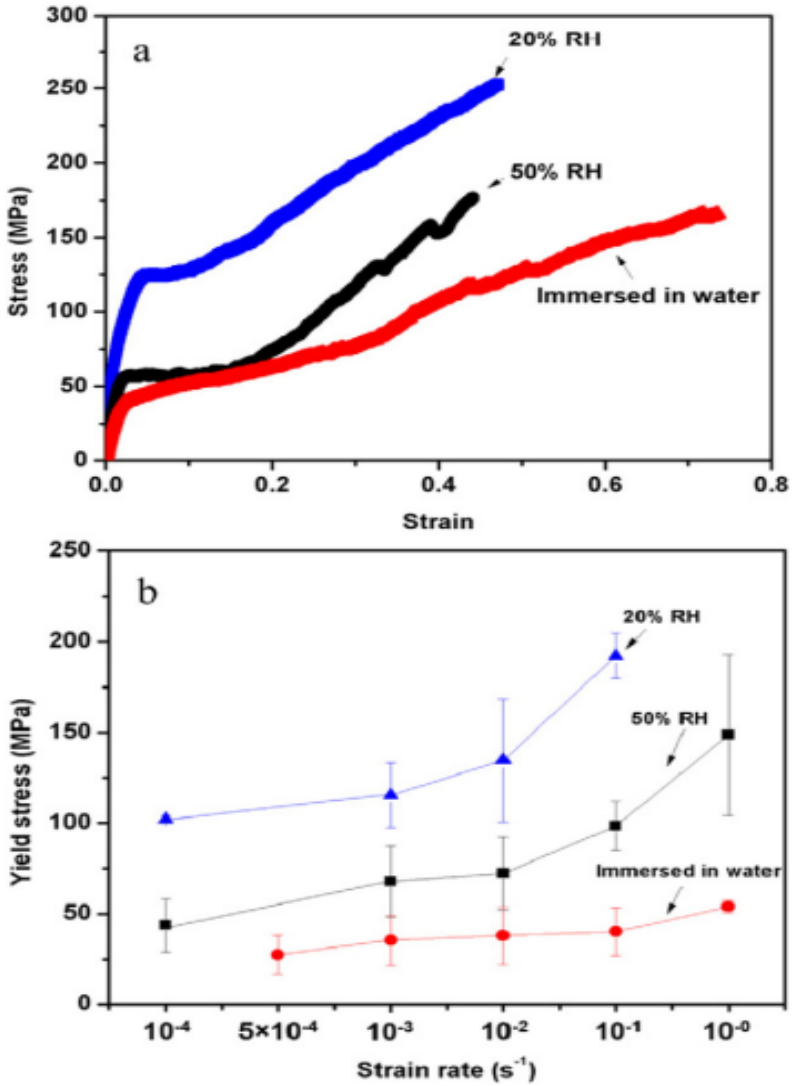 a
300
250
200
150
100
50
0
Stress (MPa)
20% RH
50% RH
Immersed in water
0.0 0.2 0.4 0.6 0.8
Strain
b
250
200
150
100
50
0
Yield stress (MPa)
20% RH
50% RH
Immersed in water
10⁻⁴ 5×10⁻⁴ 10⁻³ 10⁻² 10⁻¹ 10⁻⁰
Strain rate (s⁻¹)